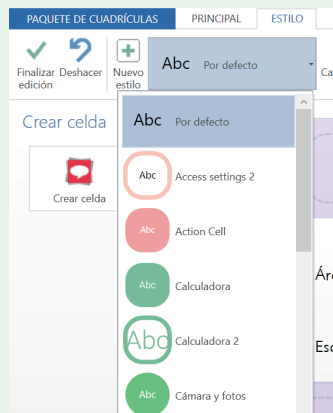 PAQUETE DE CUADRÍCULAS PRINCIPAL ESTILO
Finalizar edición
Deshacer
Nuevo estilo
Abc Por defecto
Crear celda
Crear celda
Abc Por defecto
Abc Access settings 2
Abc Action Cell
Abc Calculadora
Abc Calculadora 2
Abc Cámara y fotos